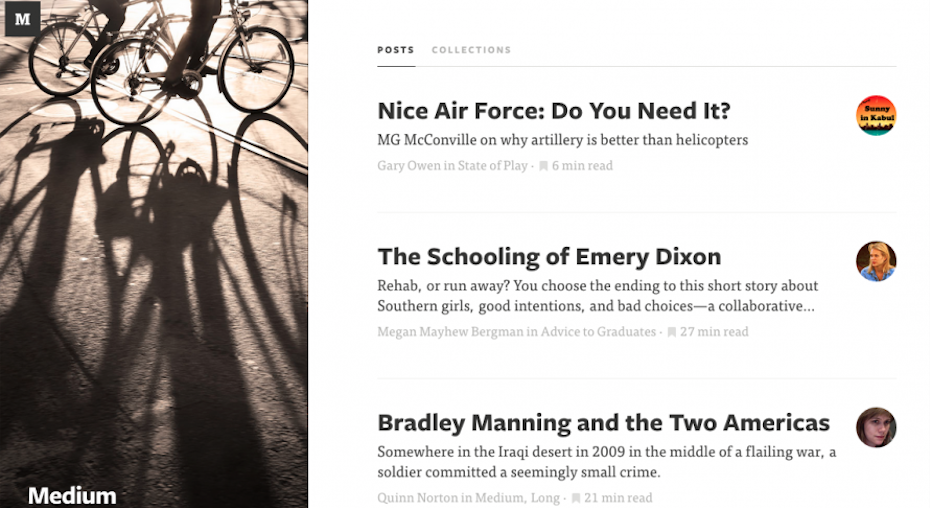 M
POSTS COLLECTIONS
Nice Air Force: Do You Need It?
MG McConville on why artillery is better than helicopters
Gary Owen in State of Play · 6 min read
Sunny
in Kabul
The Schooling of Emery Dixon
Rehab, or run away? You choose the ending to this short story about
Southern girls, good intentions, and bad choices—a collaborative...
Megan Mayhew Bergman in Advice to Graduates · 27 min read
Bradley Manning and the Two Americas
Somewhere in the Iraqi desert in 2009 in the middle of a flailing war, a
soldier committed a seemingly small crime.
Quinn Norton in Medium, Long · 21 min read
Medium